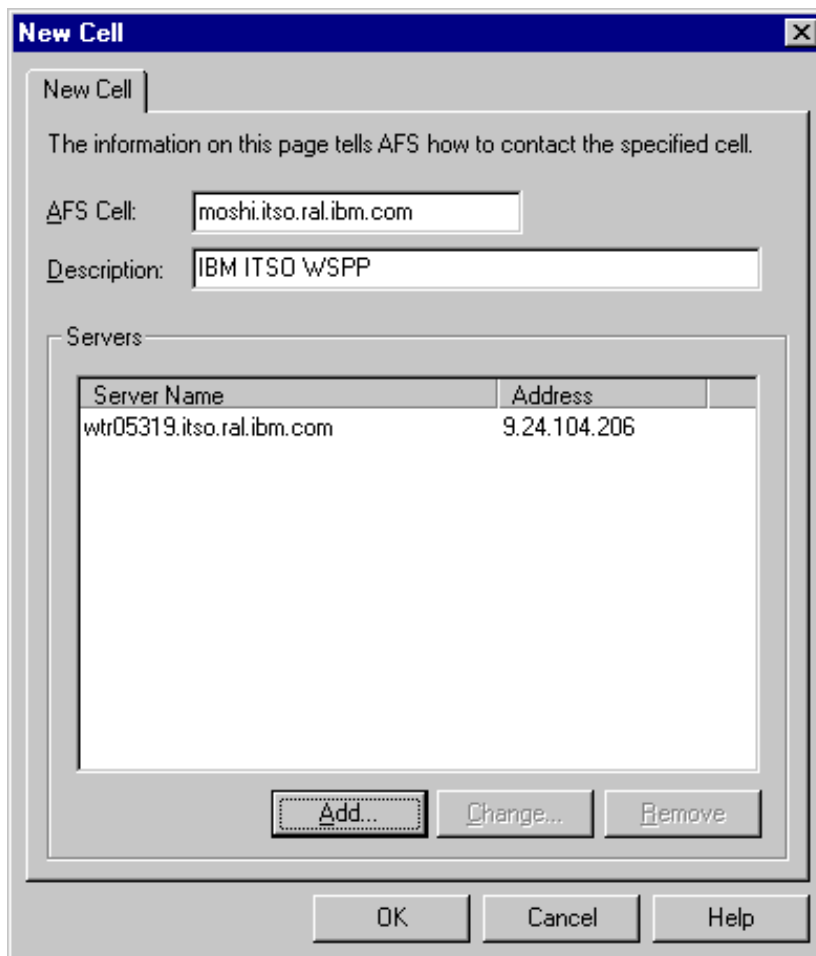 New Cell
New Cell
The information on this page tells AFS how to contact the specified cell.
AFS Cell: moshi.itso.ral.ibm.com
Description: IBM ITSO WSPP
Servers
Server Name Address
wtr05319.itso.ral.ibm.com 9.24.104.206
Add... Change... Remove
OK Cancel Help